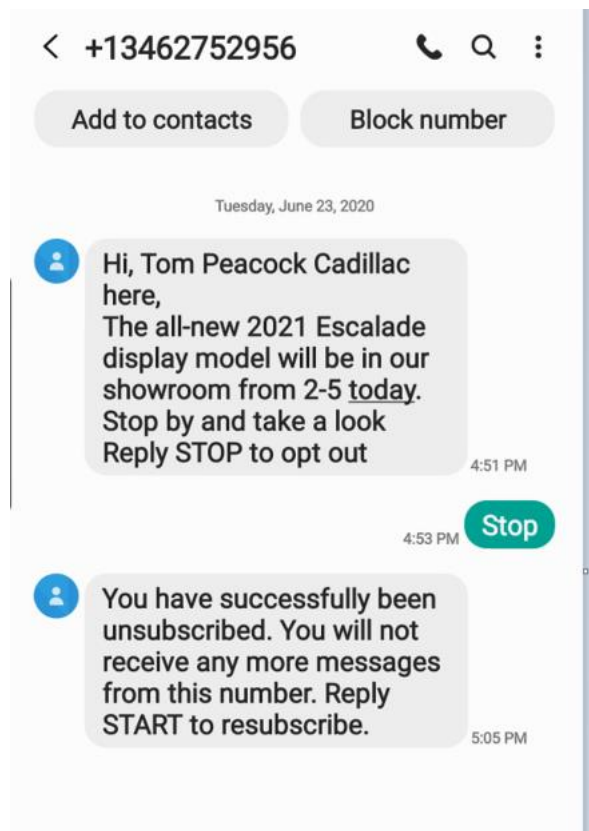 +13462752956
Add to contacts
Block number
Tuesday, June 23, 2020
Hi, Tom Peacock Cadillac
here,
The all-new 2021 Escalade
display model will be in our
showroom from 2-5 today.
Stop by and take a look
Reply STOP to opt out
4:51 PM
4:53 PM
Stop
You have successfully been
unsubscribed. You will not
receive any more messages
from this number. Reply
START to resubscribe.
5:05 PM